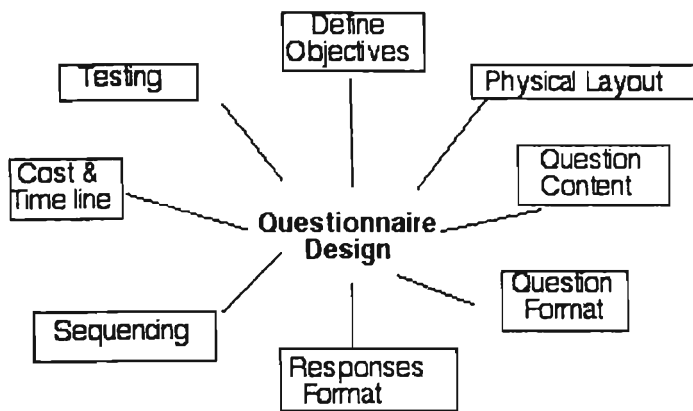 Define
Objectives
Testing
Physical Layout
Question
Content
Cost &
Time line
Questionnaire
Design
Question
Format
Sequencing
Responses
Format